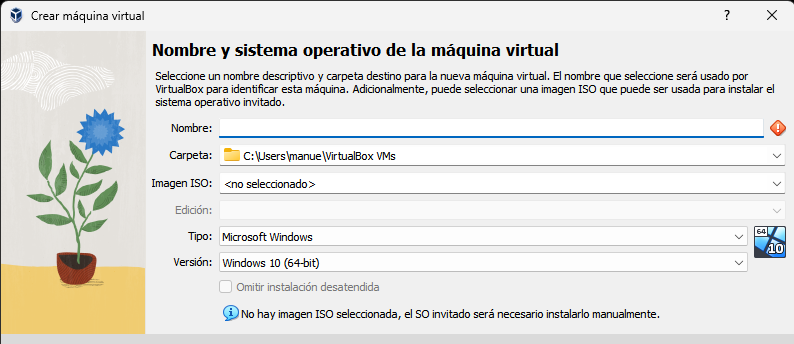 Crear máquina virtual
?
Nombre y sistema operativo de la máquina virtual
Seleccione un nombre descriptivo y carpeta destino para la nueva máquina virtual. El nombre que seleccione será usado por
VirtualBox para identificar esta máquina. Adicionalmente, puede seleccionar una imagen ISO que puede ser usada para instalar el
sistema operativo invitado.
Nombre:
Carpeta: C:\Users\manue\VirtualBox VMs
Imagen ISO: <no seleccionado>
Edición:
Tipo: Microsoft Windows
64
10
Versión: Windows 10 (64-bit)
Omitir instalación desatendida
No hay imagen ISO seleccionada, el SO invitado será necesario instalarlo manualmente.